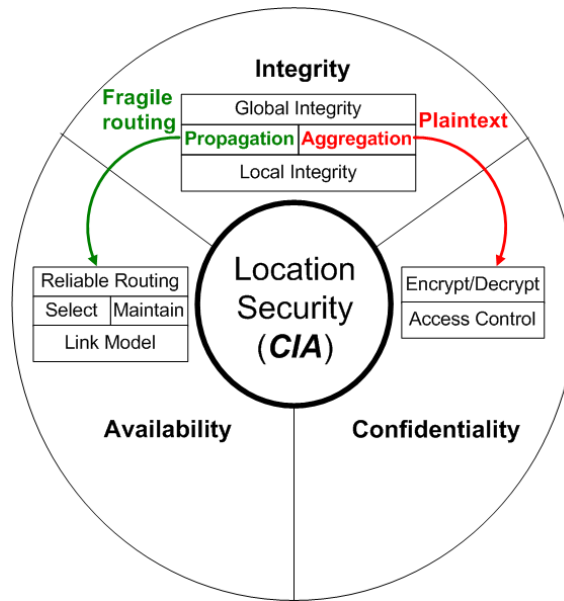 Integrity
Fragile
routing
Global Integrity
Plaintext
Propagation Aggregation
Local Integrity
Reliable Routing
Select Maintain
Link Model
Location
Security
(CIA)
Encrypt/Decrypt
Access Control
Availability
Confidentiality